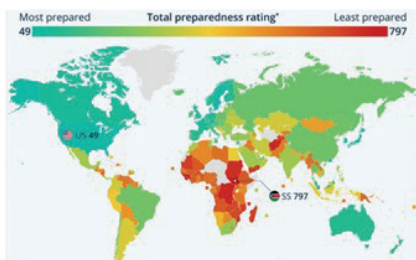 Most prepared Total preparedness rating* Least prepared
49 797
US 49
SS 797